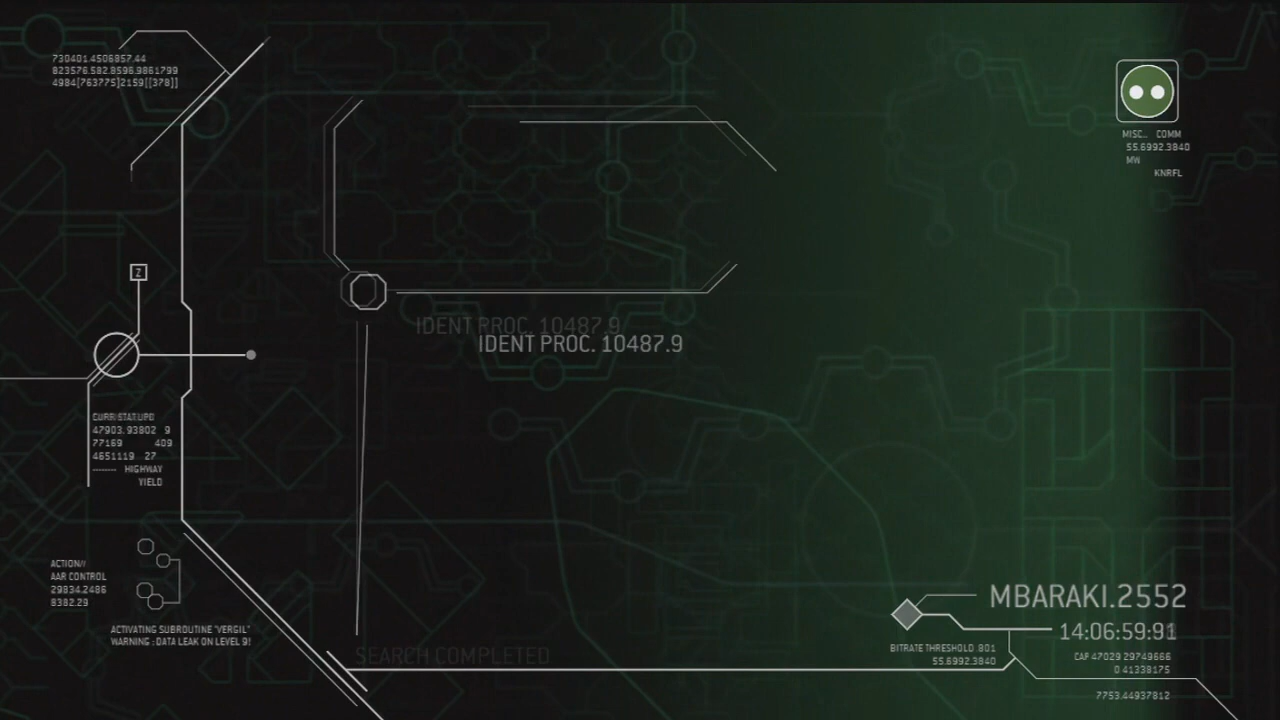 730401.4506857.44
823576.582.8596.9861799
4984[763775]2159[[378]]
MISC.. COMM
55.6992.3840
MW
KNRFL
Z
IDENT PROC. 10487.9
IDENT PROC. 10487.9
CURR STAT:UPD
47903.93802 9
77169 409
4651119 27
-------- HIGHWAY
YIELD
ACTION//
AAR CONTROL
29834.2486
8382.29
ACTIVATING SUBROUTINE "VERGIL"
WARNING : DATA LEAK ON LEVEL 9!
SEARCH COMPLETED
MBARAKI.2552
14:06:59:91
BITRATE THRESHOLD .801
55.6992.3840
CAP 47029 29749666
0 41338175
7753.44937812